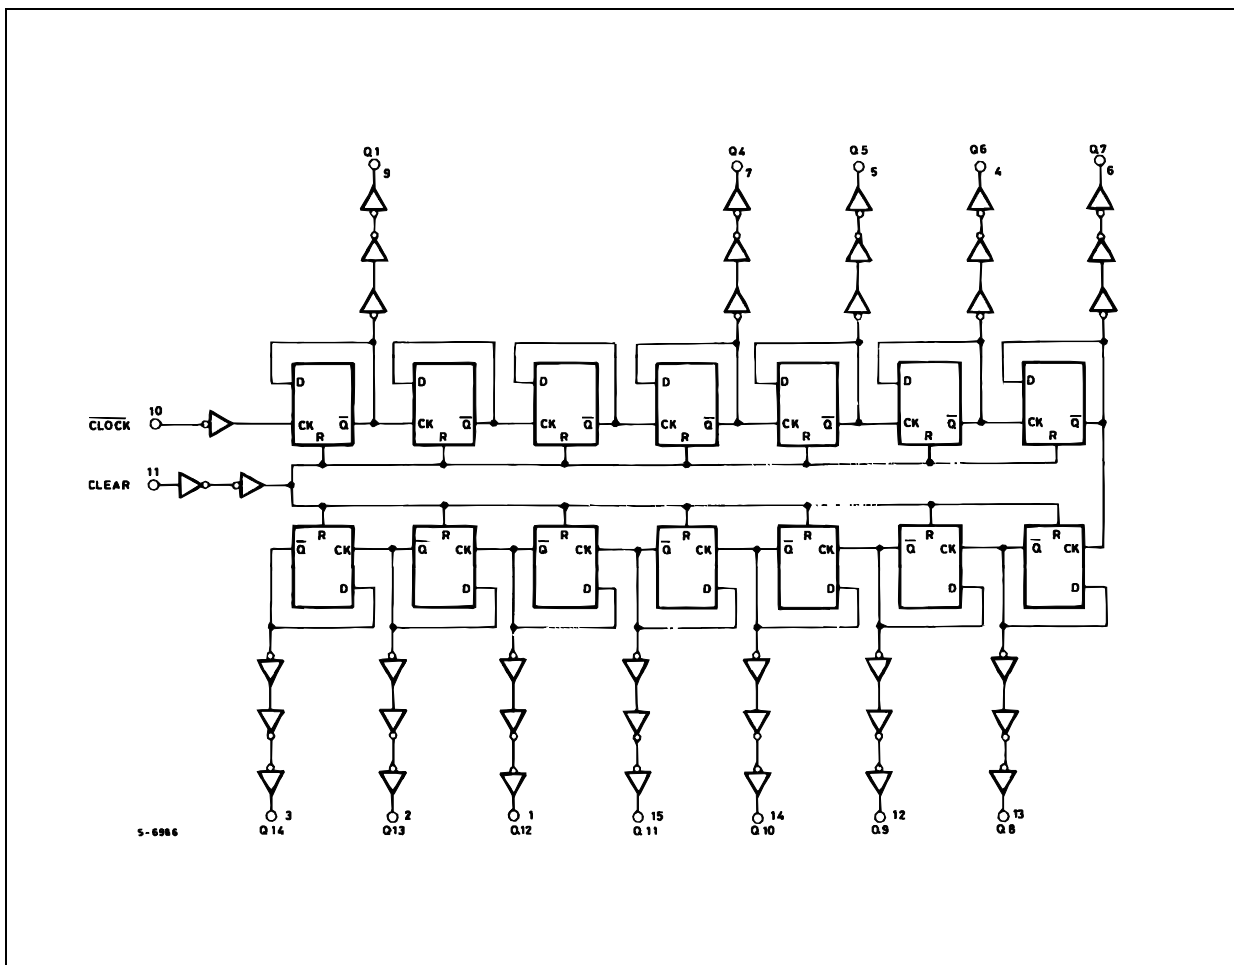 Q1 Q4 Q5 Q6 Q7
9 7 5 4 6
D D D D D D D
CLOCK 10 CK Q̅ CK Q̅ CK Q̅ CK Q̅ CK Q̅ CK Q̅ CK Q̅
R R R R R R R
CLEAR 11
R R R R R R R
Q̅ CK Q̅ CK Q̅ CK Q̅ CK Q̅ CK Q̅ CK Q̅ CK
D D D D D D D
3 2 1 15 14 12 13
Q14 Q13 Q12 Q11 Q10 Q9 Q8
S-6986